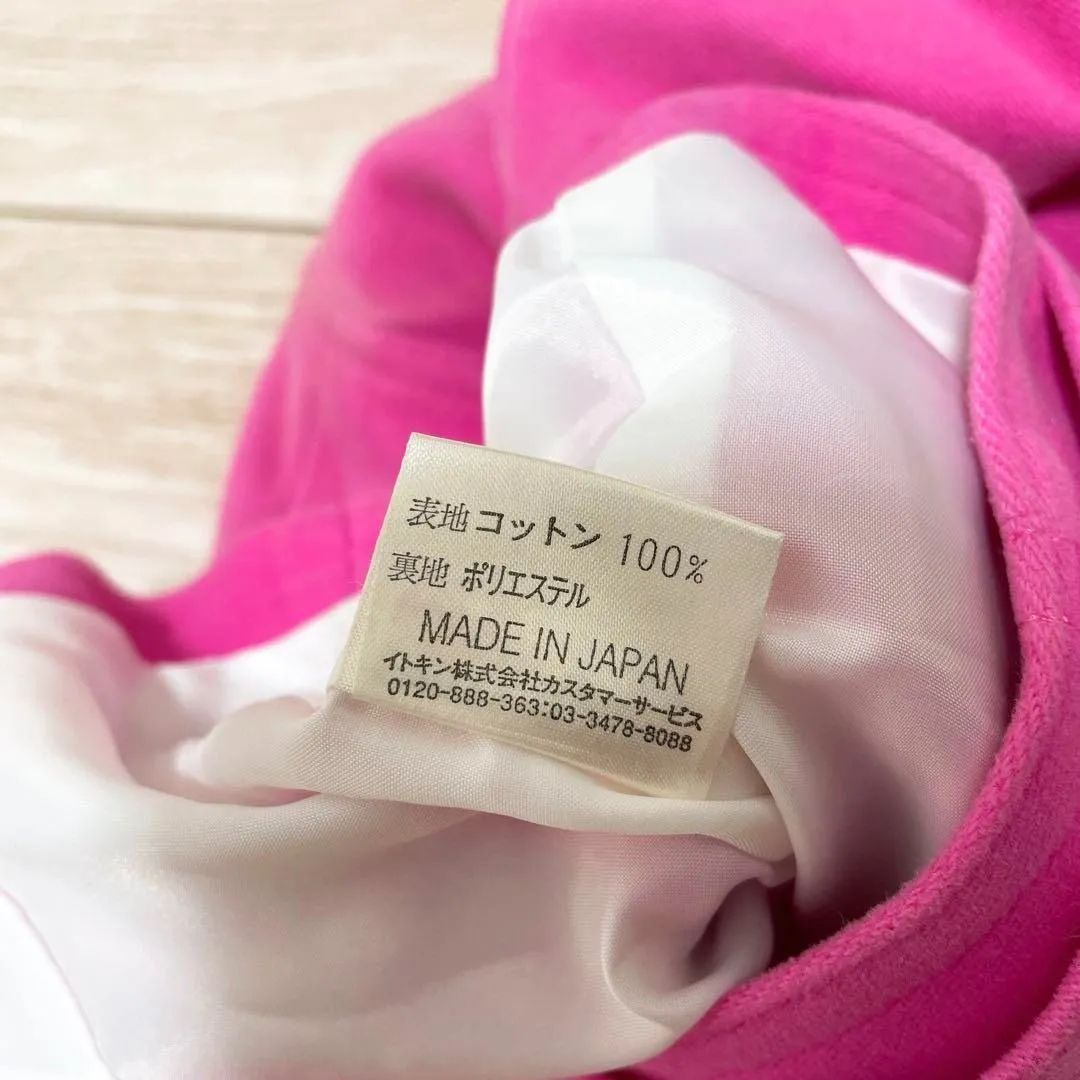 表地 コットン 100%
裏地 ポリエステル
MADE IN JAPAN
イトキン株式会社カスタマーサービス
0120-888-363:03-3478-8088